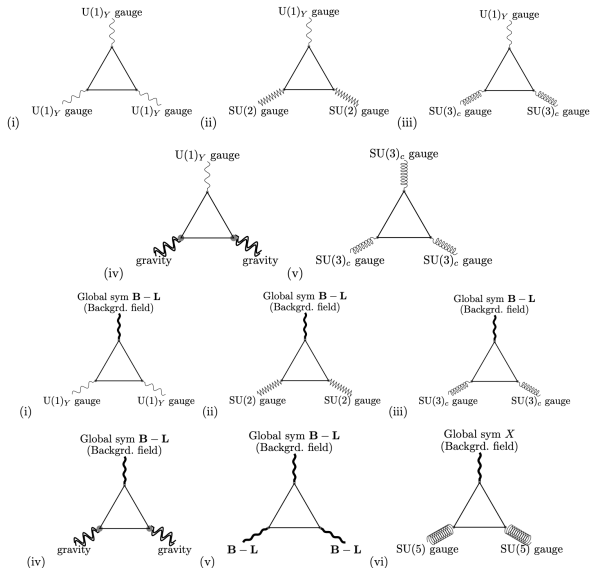 U(1)_Y gauge U(1)_Y gauge U(1)_Y gauge
U(1)_Y gauge U(1)_Y gauge SU(2) gauge SU(2) gauge SU(3)_c gauge SU(3)_c gauge
(i) (ii) (iii)
U(1)_Y gauge SU(3)_c gauge
gravity gravity SU(3)_c gauge SU(3)_c gauge
(iv) (v)
Global sym B − L Global sym B − L Global sym B − L
(Backgrd. field) (Backgrd. field) (Backgrd. field)
U(1)_Y gauge U(1)_Y gauge SU(2) gauge SU(2) gauge SU(3)_c gauge SU(3)_c gauge
(i) (ii) (iii)
Global sym B − L Global sym B − L Global sym X
(Backgrd. field) (Backgrd. field) (Backgrd. field)
gravity gravity B − L B − L SU(5) gauge SU(5) gauge
(iv) (v) (vi)